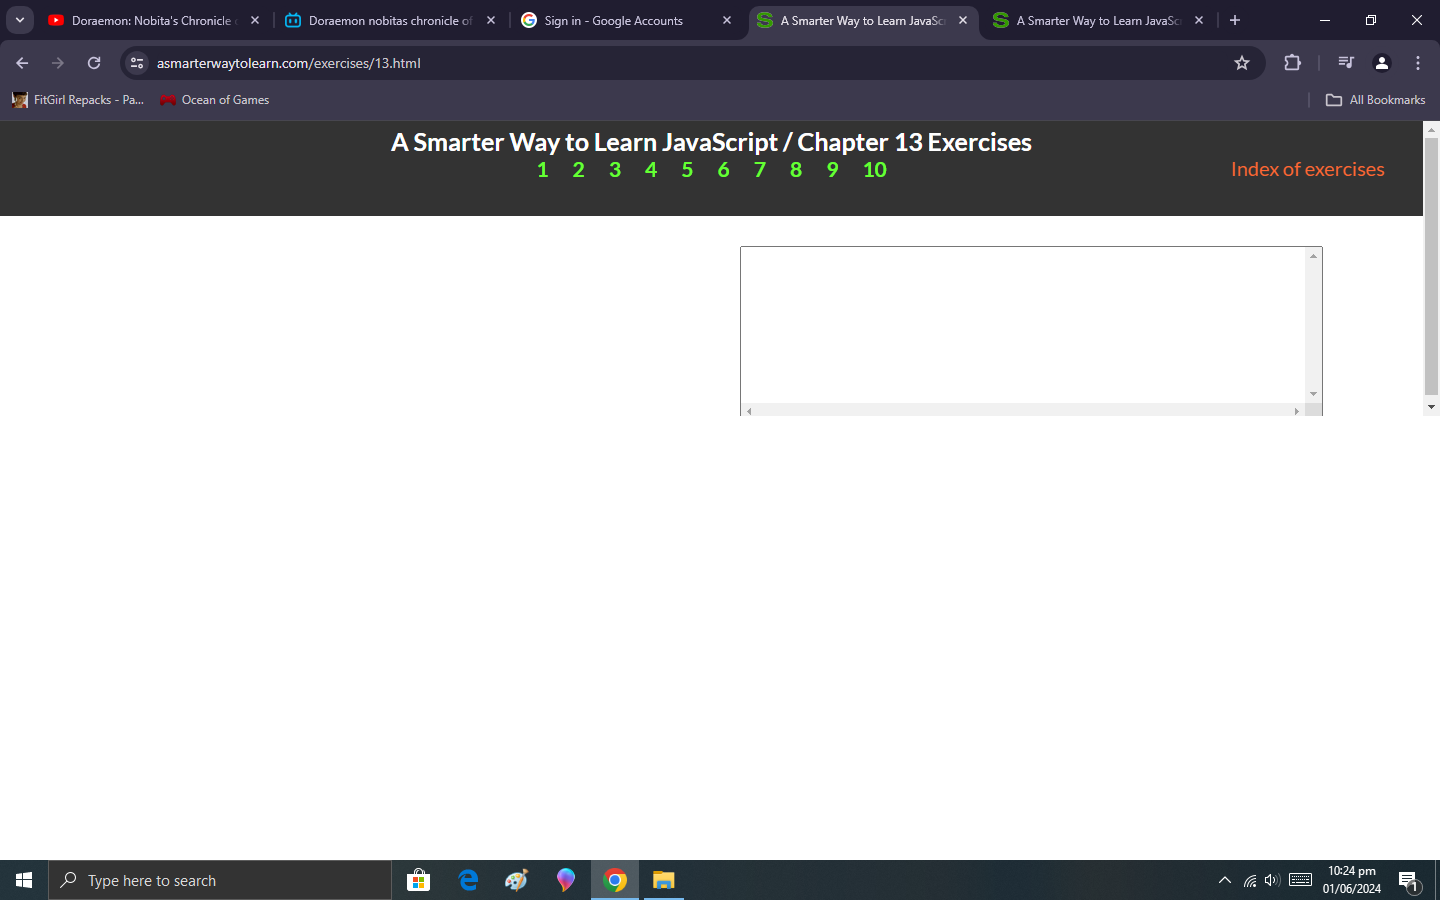 Doraemon: Nobita's Chronicle
Doraemon nobitas chronicle of
Sign in - Google Accounts
A Smarter Way to Learn JavaSc
A Smarter Way to Learn JavaSc
asmarterwaytolearn.com/exercises/13.html
FitGirl Repacks - Pa...
Ocean of Games
All Bookmarks
A Smarter Way to Learn JavaScript / Chapter 13 Exercises
1 2 3 4 5 6 7 8 9 10
Index of exercises
Type here to search
10:24 pm
01/06/2024
1